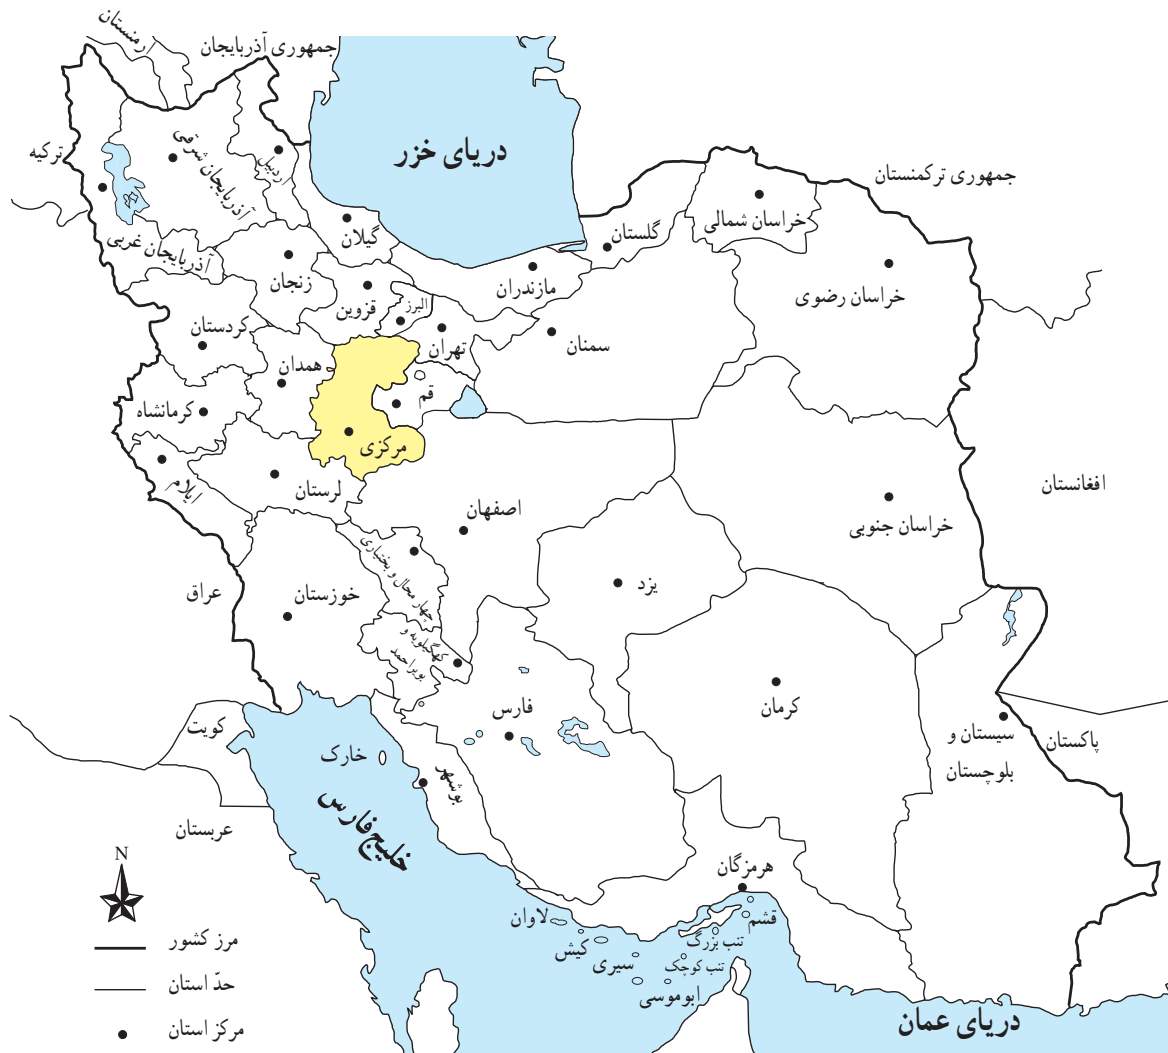 رمنستان
جمهوری آذربایجان
ترکیه
دریای خزر
جمهوری ترکمنستان
آذربایجان شرقی
اردبیل
آذربایجان غربی
گیلان
گلستان
خراسان شمالی
زنجان
مازندران
خراسان رضوی
قزوین
البرز
کردستان
تهران
سمنان
همدان
قم
کرمانشاه
مرکزی
ایلام
لرستان
اصفهان
افغانستان
خراسان جنوبی
چهار محال و بختیاری
یزد
عراق
خوزستان
کهگیلویه و
بویراحمد
فارس
کرمان
کویت
خارک
بوشهر
سیستان و
بلوچستان
پاکستان
عربستان
خلیج فارس
هرمزگان
N
لاوان
قشم
کیش
تنب بزرگ
سیری
تنب کوچک
ابوموسی
دریای عمان
مرز کشور
حدّ استان
مرکز استان